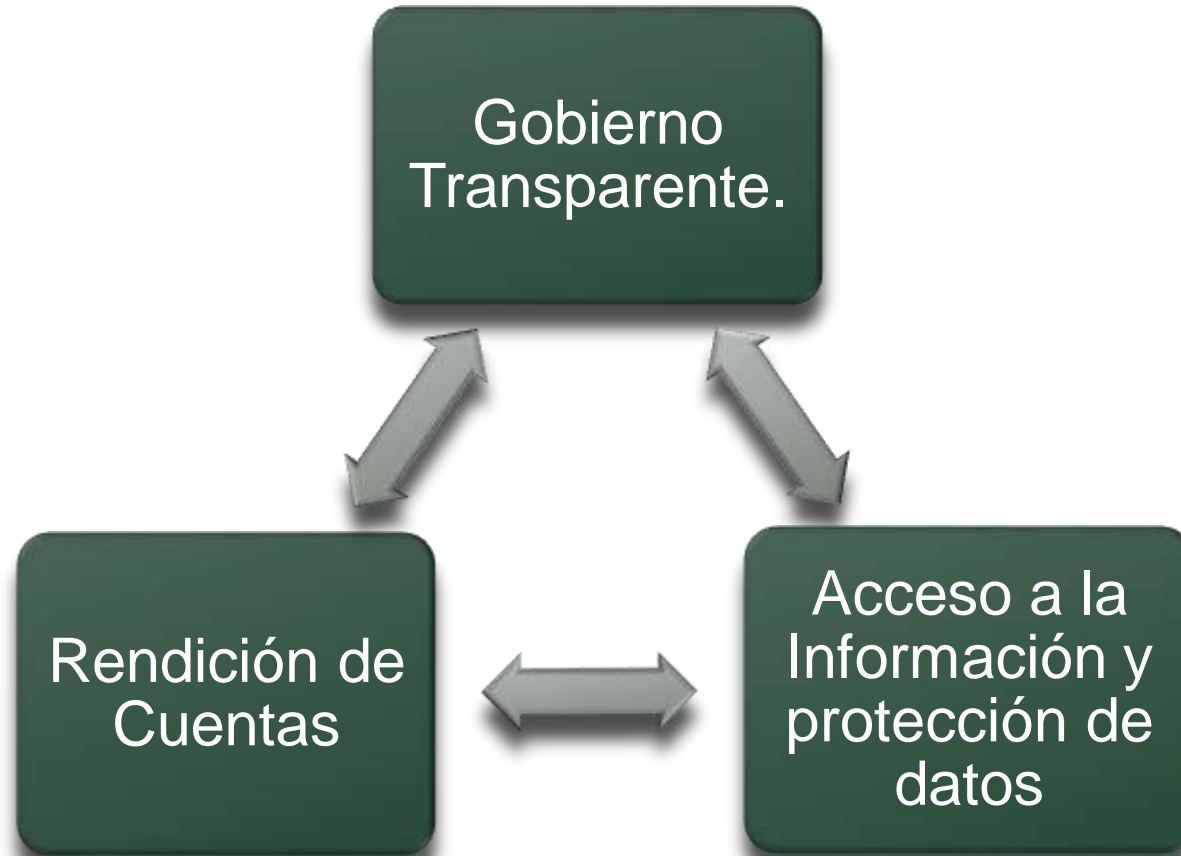 Gobierno
Transparente.
Rendición de
Cuentas
Acceso a la
Información y
protección de
datos